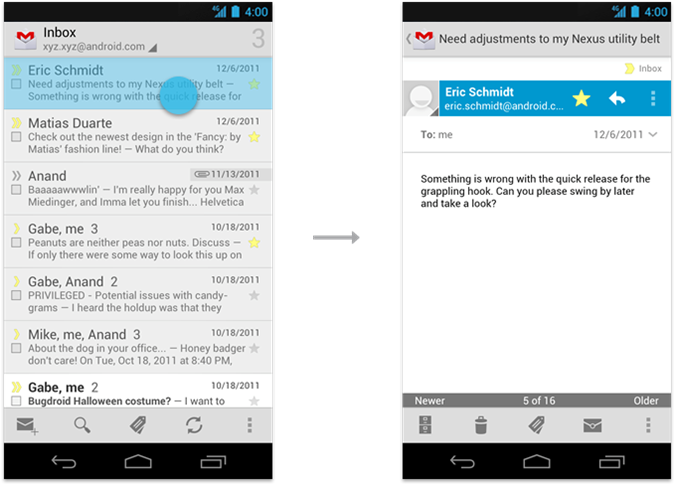 4G 4:00
Inbox
xyz.xyz@android.com
3
Eric Schmidt 12/6/2011
Need adjustments to my Nexus utility belt —
Something is wrong with the quick release for
Matias Duarte 12/6/2011
Check out the newest design in the 'Fancy: by
Matias' fashion line! — What do you think?
Anand 11/13/2011
Baaaaawwwlin' — I'm really happy for you Max
Miedinger, and Imma let you finish... Helvetica
Gabe, me 3 10/18/2011
Peanuts are neither peas nor nuts. Discuss —
If only there were some way to look this up on
Gabe, Anand 2 10/18/2011
PRIVILEGED - Potential issues with candy-
grams — I heard the holdup was that they
Mike, me, Anand 3 10/18/2011
About the dog in your office... — Honey badger
don't care! On Tue, Oct 18, 2011 at 8:40 PM,
Gabe, me 2 10/18/2011
Bugdroid Halloween costume? — I want to
4G 4:00
Need adjustments to my Nexus utility belt
Inbox
Eric Schmidt
eric.schmidt@android.c...
To: me 12/6/2011
Something is wrong with the quick release for the
grappling hook. Can you please swing by later
and take a look?
Newer 5 of 16 Older